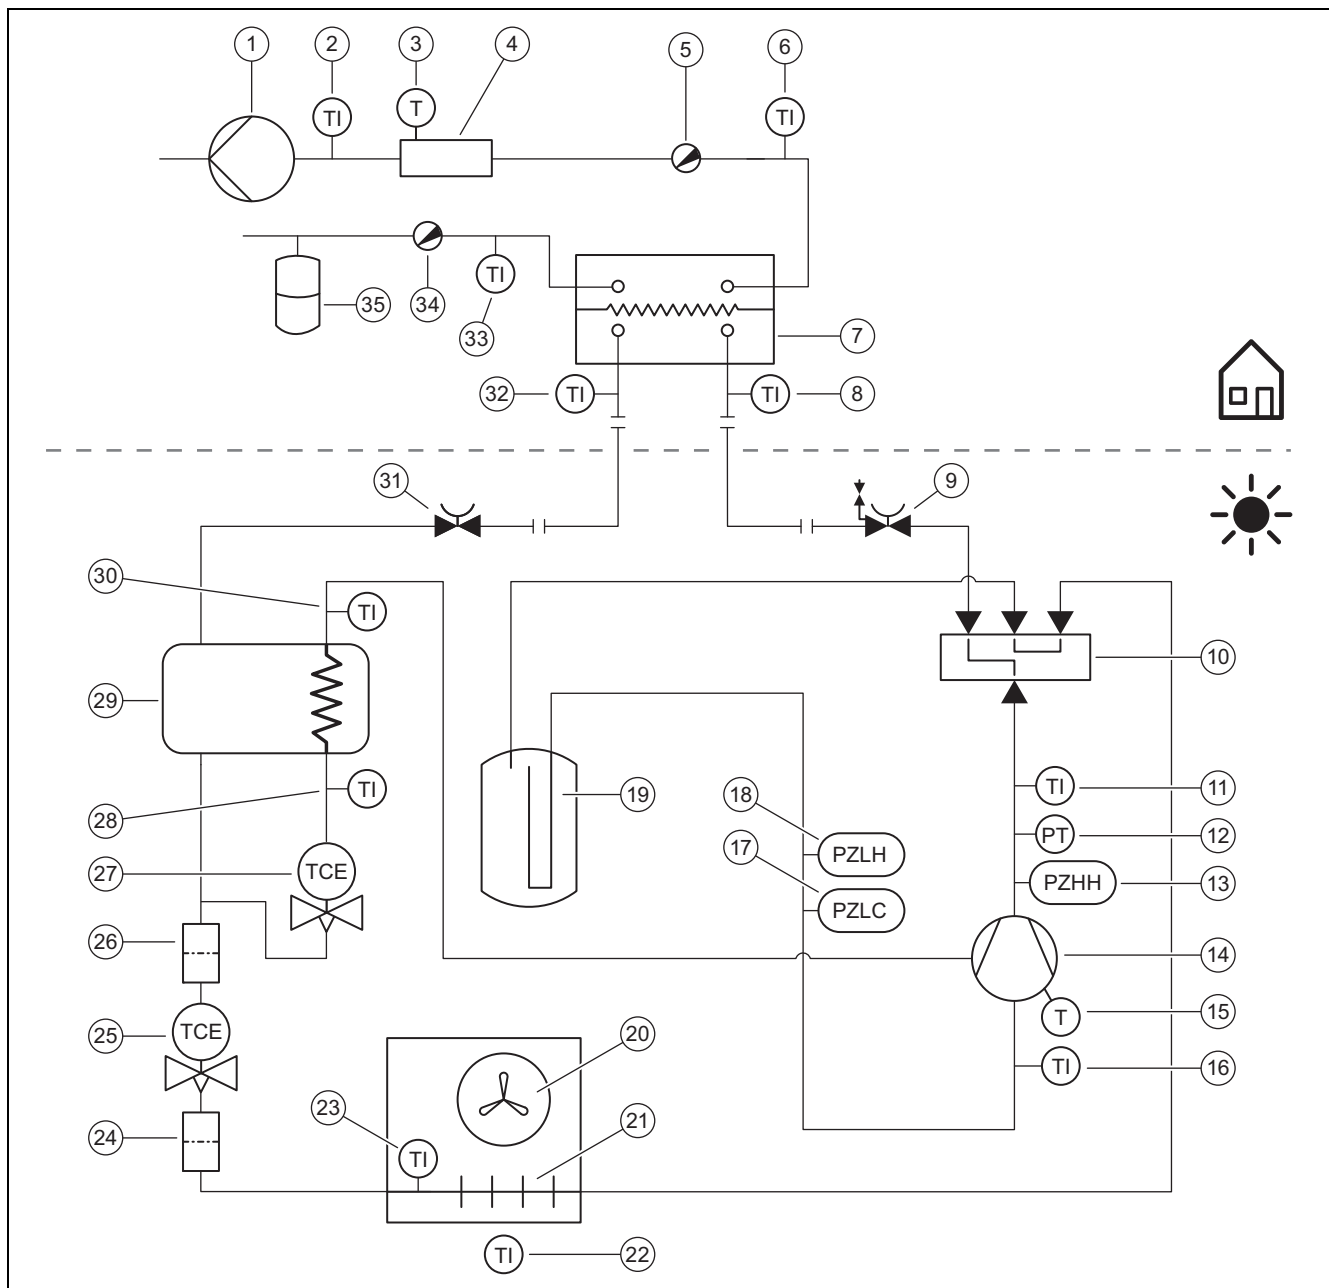 1 2 3 4 5 6
TI T TI
35 34 TI
33
7
32 TI TI 8
31 9
30
TI
10
29
TI 19 18 TI 11
28 PZLH PT 12
17
27 TCE PZLC PZHH 13
26 14
25 TCE 20 T 15
TI 16
23 21
24 TI
TI 22